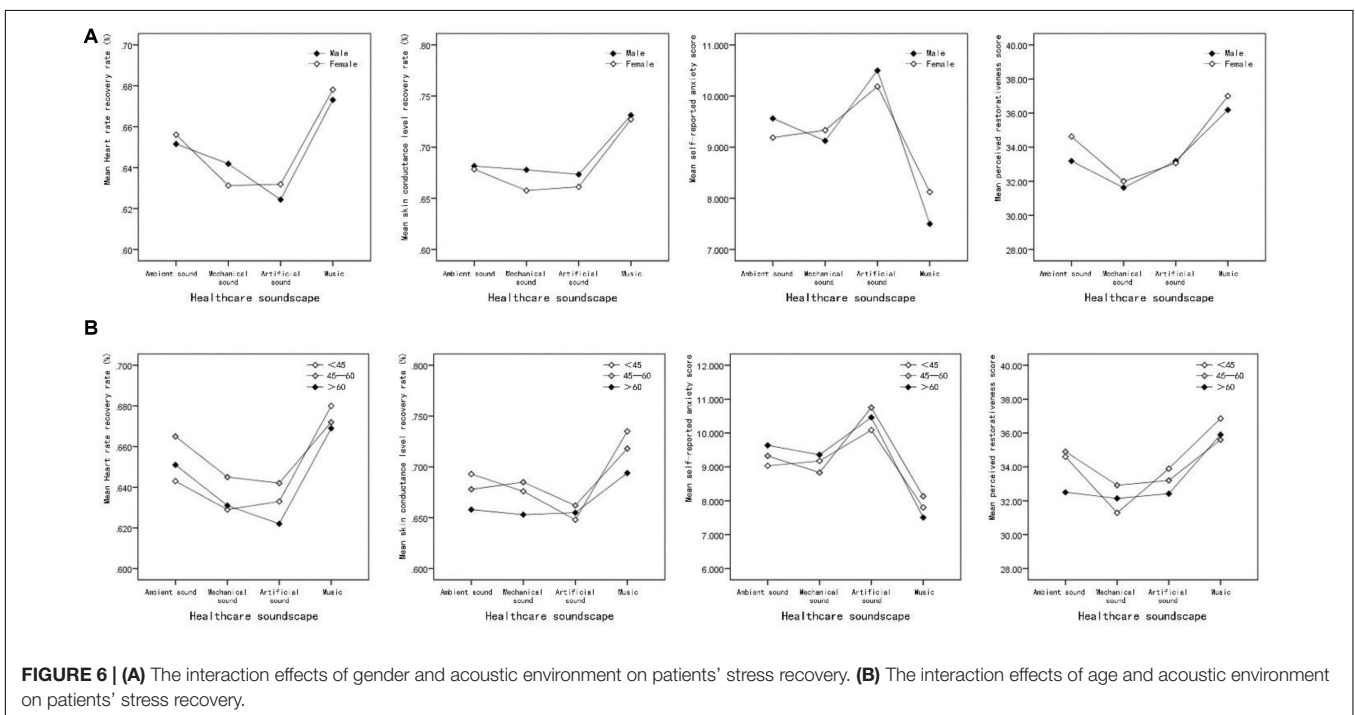 A
Mean Heart rate recovery rate (%)
.70
.68
.66
.64
.62
.60
Male
Female
Ambient sound
Mechanical sound
Artificial sound
Music
Healthcare soundscape
Mean skin conductance level recovery rate (%)
.80
.75
.70
.65
.60
Male
Female
Ambient sound
Mechanical sound
Artificial sound
Music
Healthcare soundscape
Mean self-reported anxiety score
11.000
10.000
9.000
8.000
7.000
Male
Female
Ambient sound
Mechanical sound
Artificial sound
Music
Healthcare soundscape
Mean perceived restorativeness score
40.00
38.00
36.00
34.00
32.00
30.00
28.00
Male
Female
Ambient sound
Mechanical sound
Artificial sound
Music
Healthcare soundscape
B
Mean Heart rate recovery rate (%)
.700
.680
.660
.640
.620
.600
<45
45—60
>60
Ambient sound
Mechanical sound
Artificial sound
Music
Healthcare soundscape
Mean skin conductance level recovery rate (%)
.800
.750
.700
.650
.600
<45
45—60
>60
Ambient sound
Mechanical sound
Artificial sound
Music
Healthcare soundscape
Mean self-reported anxiety score
12.000
11.000
10.000
9.000
8.000
7.000
6.000
<45
45—60
>60
Ambient sound
Mechanical sound
Artificial sound
Music
Healthcare soundscape
Mean perceived restorativeness score
40.00
38.00
36.00
34.00
32.00
30.00
28.00
<45
45—60
>60
Ambient sound
Mechanical sound
Artificial sound
Music
Healthcare soundscape
FIGURE 6 | (A) The interaction effects of gender and acoustic environment on patients' stress recovery. (B) The interaction effects of age and acoustic environment
on patients' stress recovery.